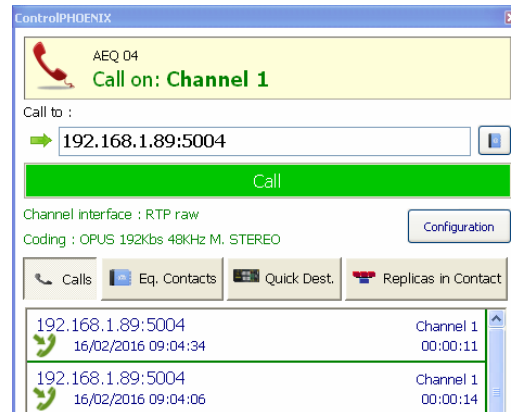 ControlPHOENIX
AEQ 04
Call on: Channel 1
Call to :
192.168.1.89:5004
Call
Channel interface : RTP raw
Configuration
Coding : OPUS 192Kbs 48KHz M. STEREO
Calls Eq. Contacts Quick Dest. Replicas in Contact
192.168.1.89:5004 Channel 1
16/02/2016 09:04:34 00:00:11
192.168.1.89:5004 Channel 1
16/02/2016 09:04:06 00:00:14